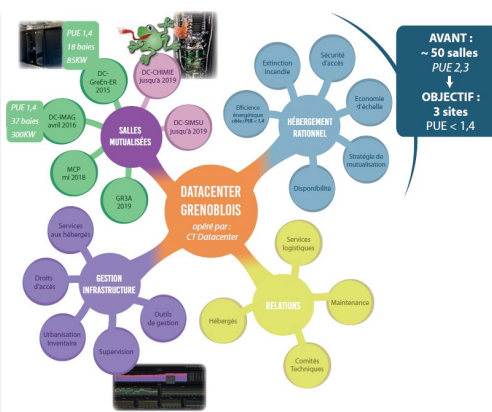 PUE 1,4
18 baies
85KW
PUE 1,4
37 baies
300KW
DC-
GreEn-ER
2015
DC-CHIMIE
jusqu'à 2019
DC-IMAG
avril 2016
DC-SIMSU
jusqu'à 2019
SALLES
MUTUALISÉES
MCP
mi 2018
GR3A
2019
Extinction
incendie
Sécurité
d'accès
Efficience
énergétique
cible: PUE < 1,4
Economie
d'échelle
HÉBERGEMENT
RATIONNEL
Stratégie de
mutualisation
Disponibilité
AVANT :
~ 50 salles
PUE 2,3
OBJECTIF :
3 sites
PUE < 1,4
DATACENTER
GRENOBLOIS
opéré par :
CT Datacenter
Services
aux hébergés
Droits
d'accès
GESTION
INFRASTRUCTURE
Outils
de gestion
Urbanisation
Inventaire
Supervision
Services
logistiques
RELATIONS
Maintenance
Hébergés
Comités
Techniques